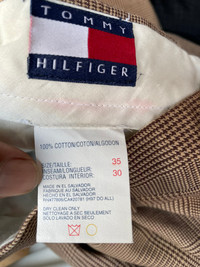 TOMMY
HILFIGER
100% COTTON/COTON/ALGODON
SIZE/TAILLE: 35
INSEAM/LONGUEUR: 30
COSTURA INTERIOR:
MADE IN EL SALVADOR
FABRIQUE AU SALVADOR
HECHO EN EL SALVADOR
DRY CLEAN ONLY
NETTOYAGE A SEC SEULEMENT
SOLO LAVADO EN SECO